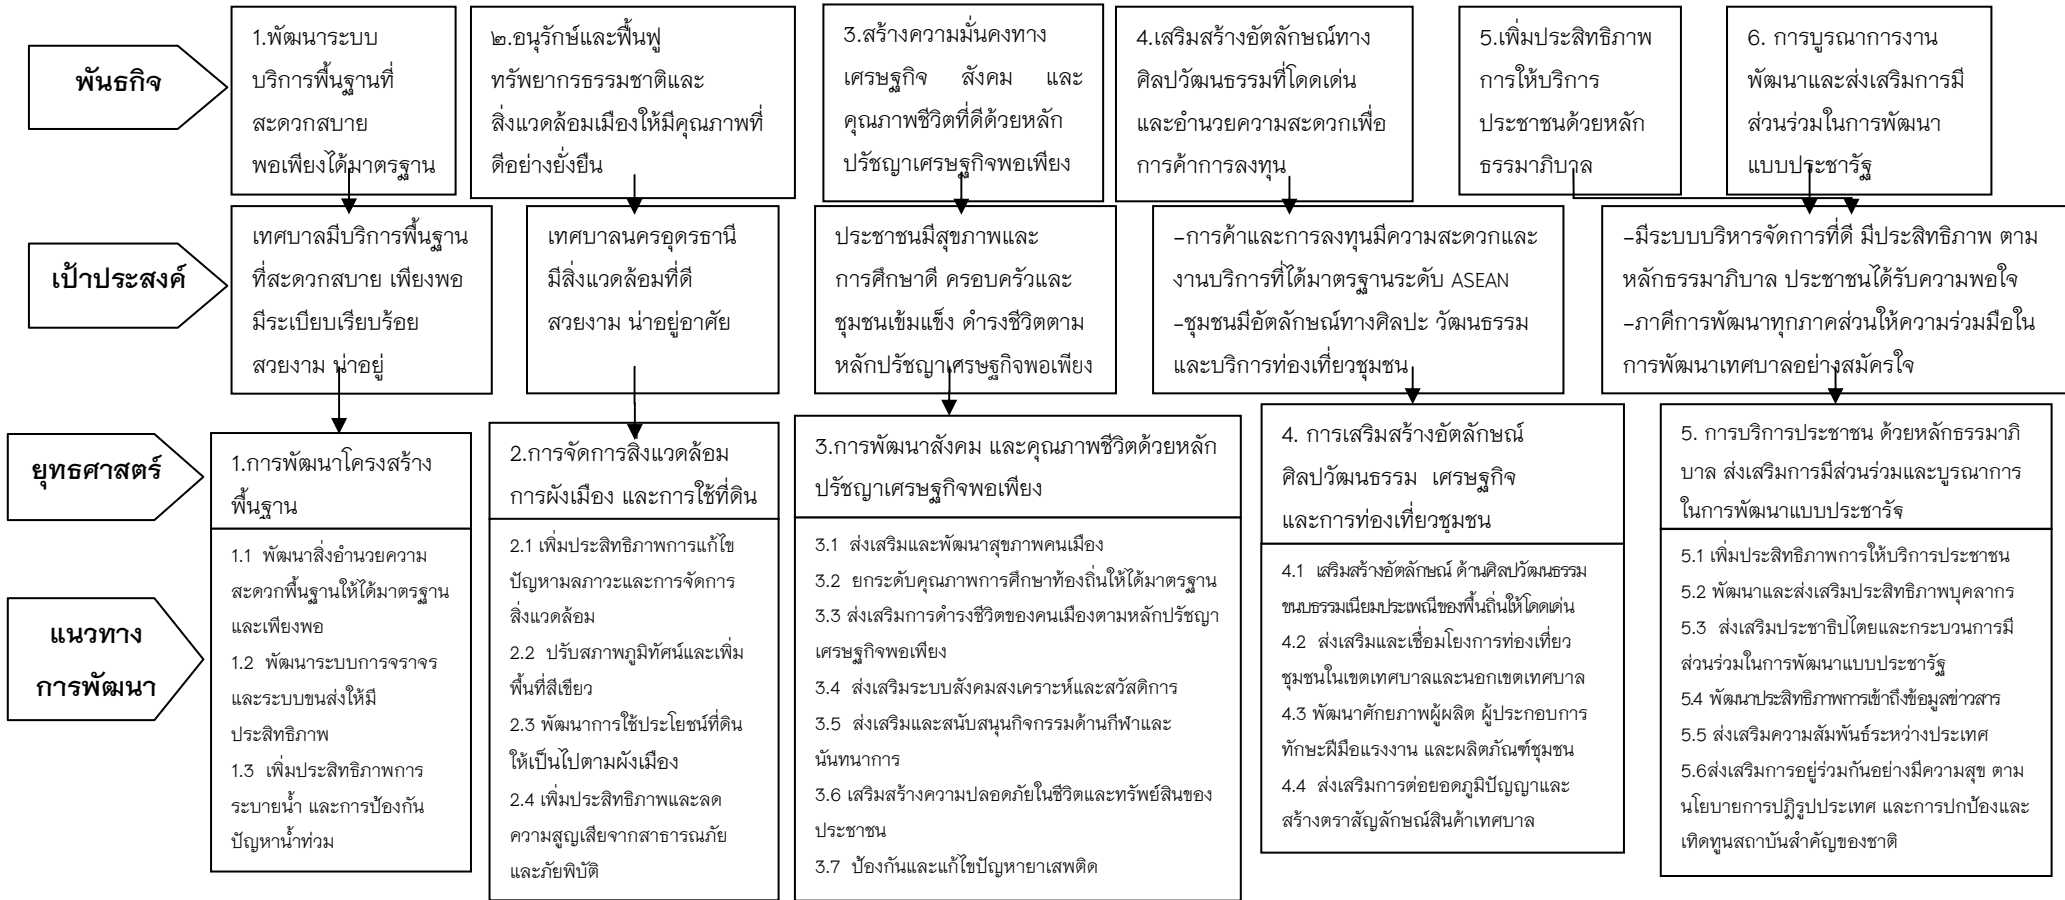 พันธกิจ
1.พัฒนาระบบ
บริการพื้นฐานที่
สะดวกสบาย
พอเพียงได้มาตรฐาน
๒.อนุรักษ์และฟื้นฟู
ทรัพยากรธรรมชาติและ
สิ่งแวดล้อมเมืองให้มีคุณภาพที่
ดีอย่างยั่งยืน
3.สร้างความมั่นคงทาง
เศรษฐกิจ สังคม และ
คุณภาพชีวิตที่ดีด้วยหลัก
ปรัชญาเศรษฐกิจพอเพียง
4.เสริมสร้างอัตลักษณ์ทาง
ศิลปวัฒนธรรมที่โดดเด่น
และอำนวยความสะดวกเพื่อ
การค้าการลงทุน
5.เพิ่มประสิทธิภาพ
การให้บริการ
ประชาชนด้วยหลัก
ธรรมาภิบาล
6. การบูรณาการงาน
พัฒนาและส่งเสริมการมี
ส่วนร่วมในการพัฒนา
แบบประชารัฐ
เป้าประสงค์
เทศบาลมีบริการพื้นฐาน
ที่สะดวกสบาย เพียงพอ
มีระเบียบเรียบร้อย
สวยงาม น่าอยู่
เทศบาลนครอุดรธานี
มีสิ่งแวดล้อมที่ดี
สวยงาม น่าอยู่อาศัย
ประชาชนมีสุขภาพและ
การศึกษาดี ครอบครัวและ
ชุมชนเข้มแข็ง ดำรงชีวิตตาม
หลักปรัชญาเศรษฐกิจพอเพียง
-การค้าและการลงทุนมีความสะดวกและ
งานบริการที่ได้มาตรฐานระดับ ASEAN
-ชุมชนมีอัตลักษณ์ทางศิลปะ วัฒนธรรม
และบริการท่องเที่ยวชุมชน
-มีระบบบริหารจัดการที่ดี มีประสิทธิภาพ ตาม
หลักธรรมาภิบาล ประชาชนได้รับความพอใจ
-ภาคีการพัฒนาทุกภาคส่วนให้ความร่วมมือใน
การพัฒนาเทศบาลอย่างสมัครใจ
ยุทธศาสตร์
1.การพัฒนาโครงสร้าง
พื้นฐาน
2.การจัดการสิ่งแวดล้อม
การผังเมือง และการใช้ที่ดิน
3.การพัฒนาสังคม และคุณภาพชีวิตด้วยหลัก
ปรัชญาเศรษฐกิจพอเพียง
4. การเสริมสร้างอัตลักษณ์
ศิลปวัฒนธรรม เศรษฐกิจ
และการท่องเที่ยวชุมชน
5. การบริการประชาชน ด้วยหลักธรรมาภิ
บาล ส่งเสริมการมีส่วนร่วมและบูรณาการ
ในการพัฒนาแบบประชารัฐ
แนวทาง
การพัฒนา
1.1 พัฒนาสิ่งอำนวยความ
สะดวกพื้นฐานให้ได้มาตรฐาน
และเพียงพอ
1.2 พัฒนาระบบการจราจร
และระบบขนส่งให้มี
ประสิทธิภาพ
1.3 เพิ่มประสิทธิภาพการ
ระบายน้ำ และการป้องกัน
ปัญหาน้ำท่วม
2.1 เพิ่มประสิทธิภาพการแก้ไข
ปัญหามลภาวะและการจัดการ
สิ่งแวดล้อม
2.2 ปรับสภาพภูมิทัศน์และเพิ่ม
พื้นที่สีเขียว
2.3 พัฒนาการใช้ประโยชน์ที่ดิน
ให้เป็นไปตามผังเมือง
2.4 เพิ่มประสิทธิภาพและลด
ความสูญเสียจากสาธารณภัย
และภัยพิบัติ
3.1 ส่งเสริมและพัฒนาสุขภาพคนเมือง
3.2 ยกระดับคุณภาพการศึกษาท้องถิ่นให้ได้มาตรฐาน
3.3 ส่งเสริมการดำรงชีวิตของคนเมืองตามหลักปรัชญา
เศรษฐกิจพอเพียง
3.4 ส่งเสริมระบบสังคมสงเคราะห์และสวัสดิการ
3.5 ส่งเสริมและสนับสนุนกิจกรรมด้านกีฬาและ
นันทนาการ
3.6 เสริมสร้างความปลอดภัยในชีวิตและทรัพย์สินของ
ประชาชน
3.7 ป้องกันและแก้ไขปัญหายาเสพติด
4.1 เสริมสร้างอัตลักษณ์ ด้านศิลปวัฒนธรรม
ขนบธรรมเนียมประเพณีของพื้นถิ่นให้โดดเด่น
4.2 ส่งเสริมและเชื่อมโยงการท่องเที่ยว
ชุมชนในเขตเทศบาลและนอกเขตเทศบาล
4.3 พัฒนาศักยภาพผู้ผลิต ผู้ประกอบการ
ทักษะฝีมือแรงงาน และผลิตภัณฑ์ชุมชน
4.4 ส่งเสริมการต่อยอดภูมิปัญญาและ
สร้างตราสัญลักษณ์สินค้าเทศบาล
5.1 เพิ่มประสิทธิภาพการให้บริการประชาชน
5.2 พัฒนาและส่งเสริมประสิทธิภาพบุคลากร
5.3 ส่งเสริมประชาธิปไตยและกระบวนการมี
ส่วนร่วมในการพัฒนาแบบประชารัฐ
5.4 พัฒนาประสิทธิภาพการเข้าถึงข้อมูลข่าวสาร
5.5 ส่งเสริมความสัมพันธ์ระหว่างประเทศ
5.6ส่งเสริมการอยู่ร่วมกันอย่างมีความสุข ตาม
นโยบายการปฏิรูปประเทศ และการปกป้องและ
เทิดทูนสถาบันสำคัญของชาติ